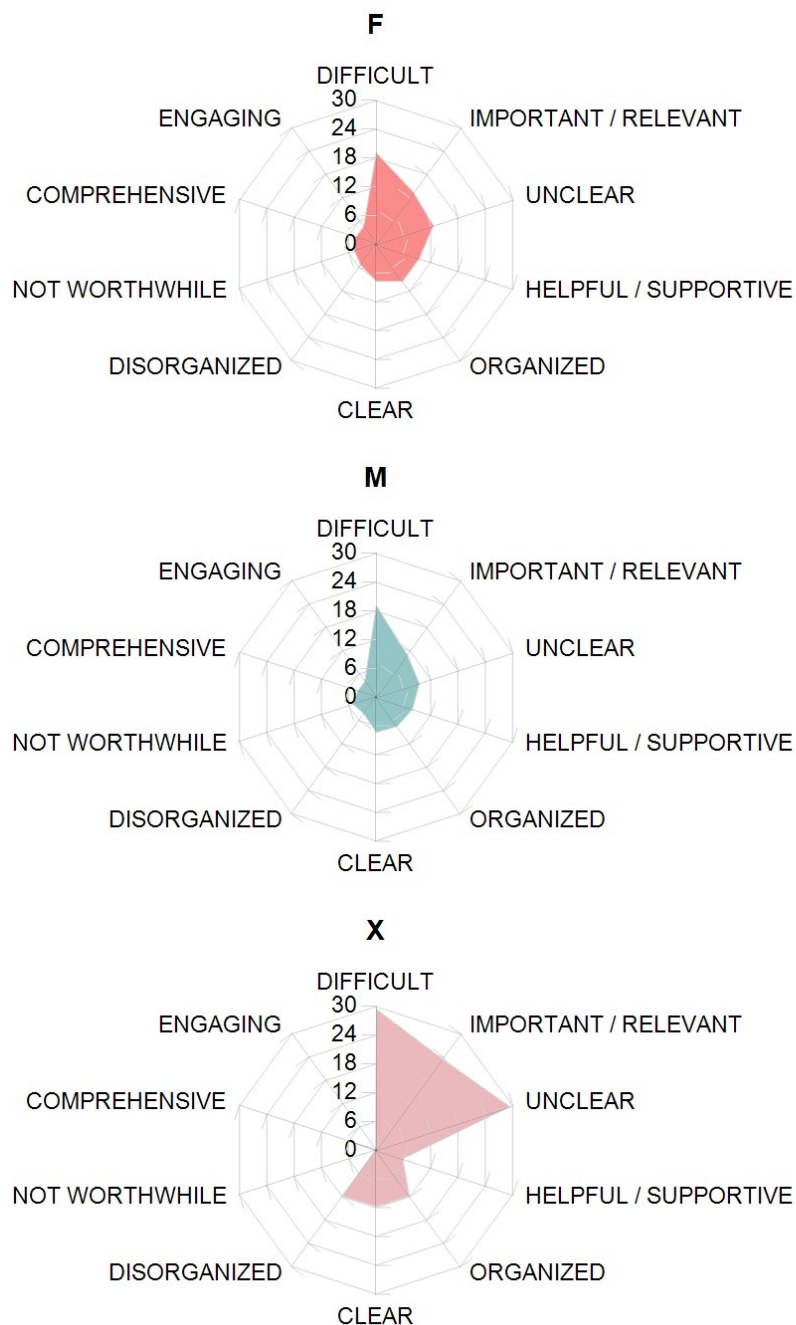 F
DIFFICULT
30
ENGAGING
IMPORTANT / RELEVANT
24
18
COMPREHENSIVE
UNCLEAR
12
6
0
NOT WORTHWHILE
HELPFUL / SUPPORTIVE
DISORGANIZED
ORGANIZED
CLEAR
M
DIFFICULT
30
ENGAGING
IMPORTANT / RELEVANT
24
18
COMPREHENSIVE
UNCLEAR
12
6
0
NOT WORTHWHILE
HELPFUL / SUPPORTIVE
DISORGANIZED
ORGANIZED
CLEAR
X
DIFFICULT
30
ENGAGING
IMPORTANT / RELEVANT
24
18
COMPREHENSIVE
UNCLEAR
12
6
0
NOT WORTHWHILE
HELPFUL / SUPPORTIVE
DISORGANIZED
ORGANIZED
CLEAR